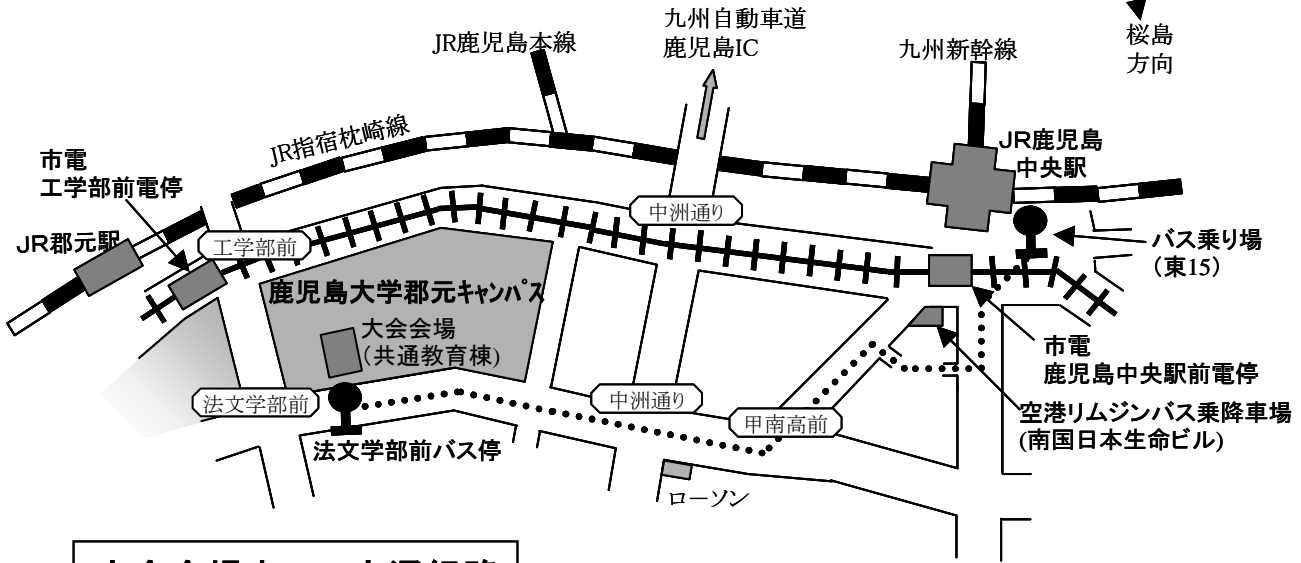 九州自動車道
鹿児島IC
桜島
方向
JR鹿児島本線
九州新幹線
JR指宿枕崎線
JR鹿児島
中央駅
市電
工学部前電停
中洲通り
JR郡元駅
工学部前
バス乗り場
(東15)
鹿児島大学郡元キャンパス
大会会場
(共通教育棟)
市電
鹿児島中央駅前電停
法文学部前
中洲通り
甲南高前
空港リムジンバス乗降車場
(南国日本生命ビル)
法文学部前バス停
ローソン